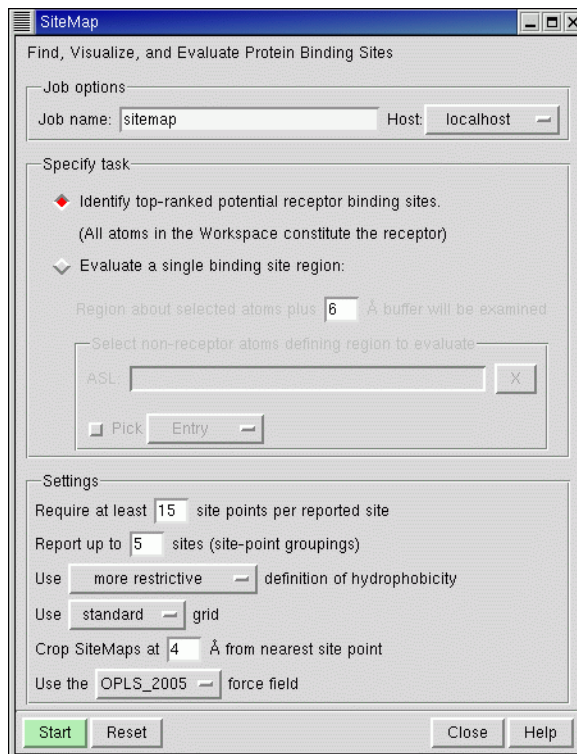 SiteMap
Find, Visualize, and Evaluate Protein Binding Sites
Job options
Job name: sitemap Host: localhost
Specify task
Identify top-ranked potential receptor binding sites.
(All atoms in the Workspace constitute the receptor)
Evaluate a single binding site region:
Region about selected atoms plus 6 Å buffer will be examined
Select non-receptor atoms defining region to evaluate
ASL: X
Pick Entry
Settings
Require at least 15 site points per reported site
Report up to 5 sites (site-point groupings)
Use more restrictive definition of hydrophobicity
Use standard grid
Crop SiteMaps at 4 Å from nearest site point
Use the OPLS_2005 force field
Start Reset Close Help